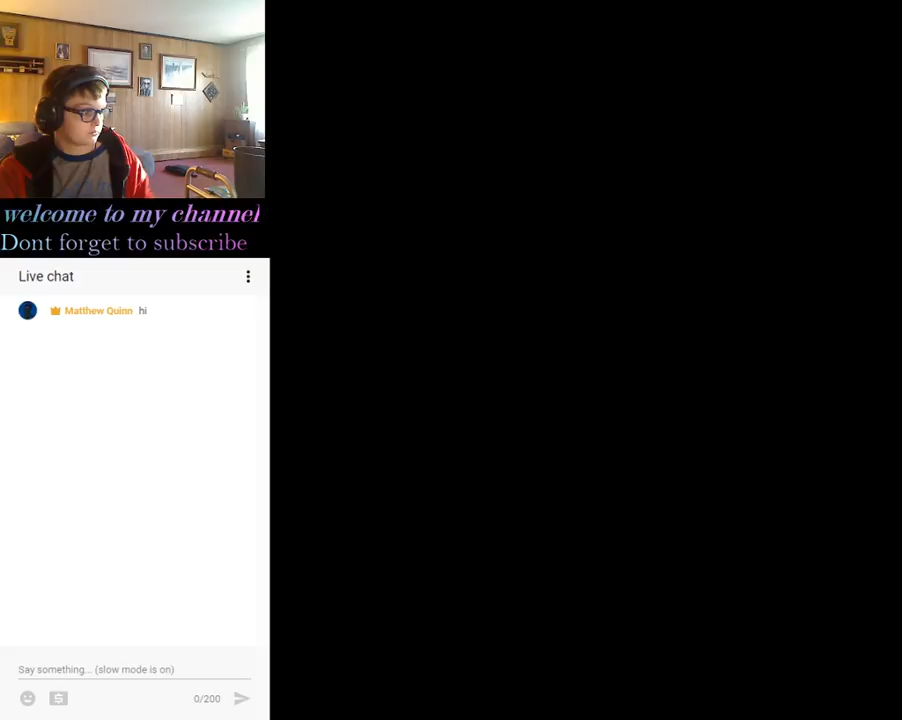 welcome to my channel
Dont forget to subscribe
Live chat
Matthew Quinn hi
Say something... (slow mode is on)
0/200